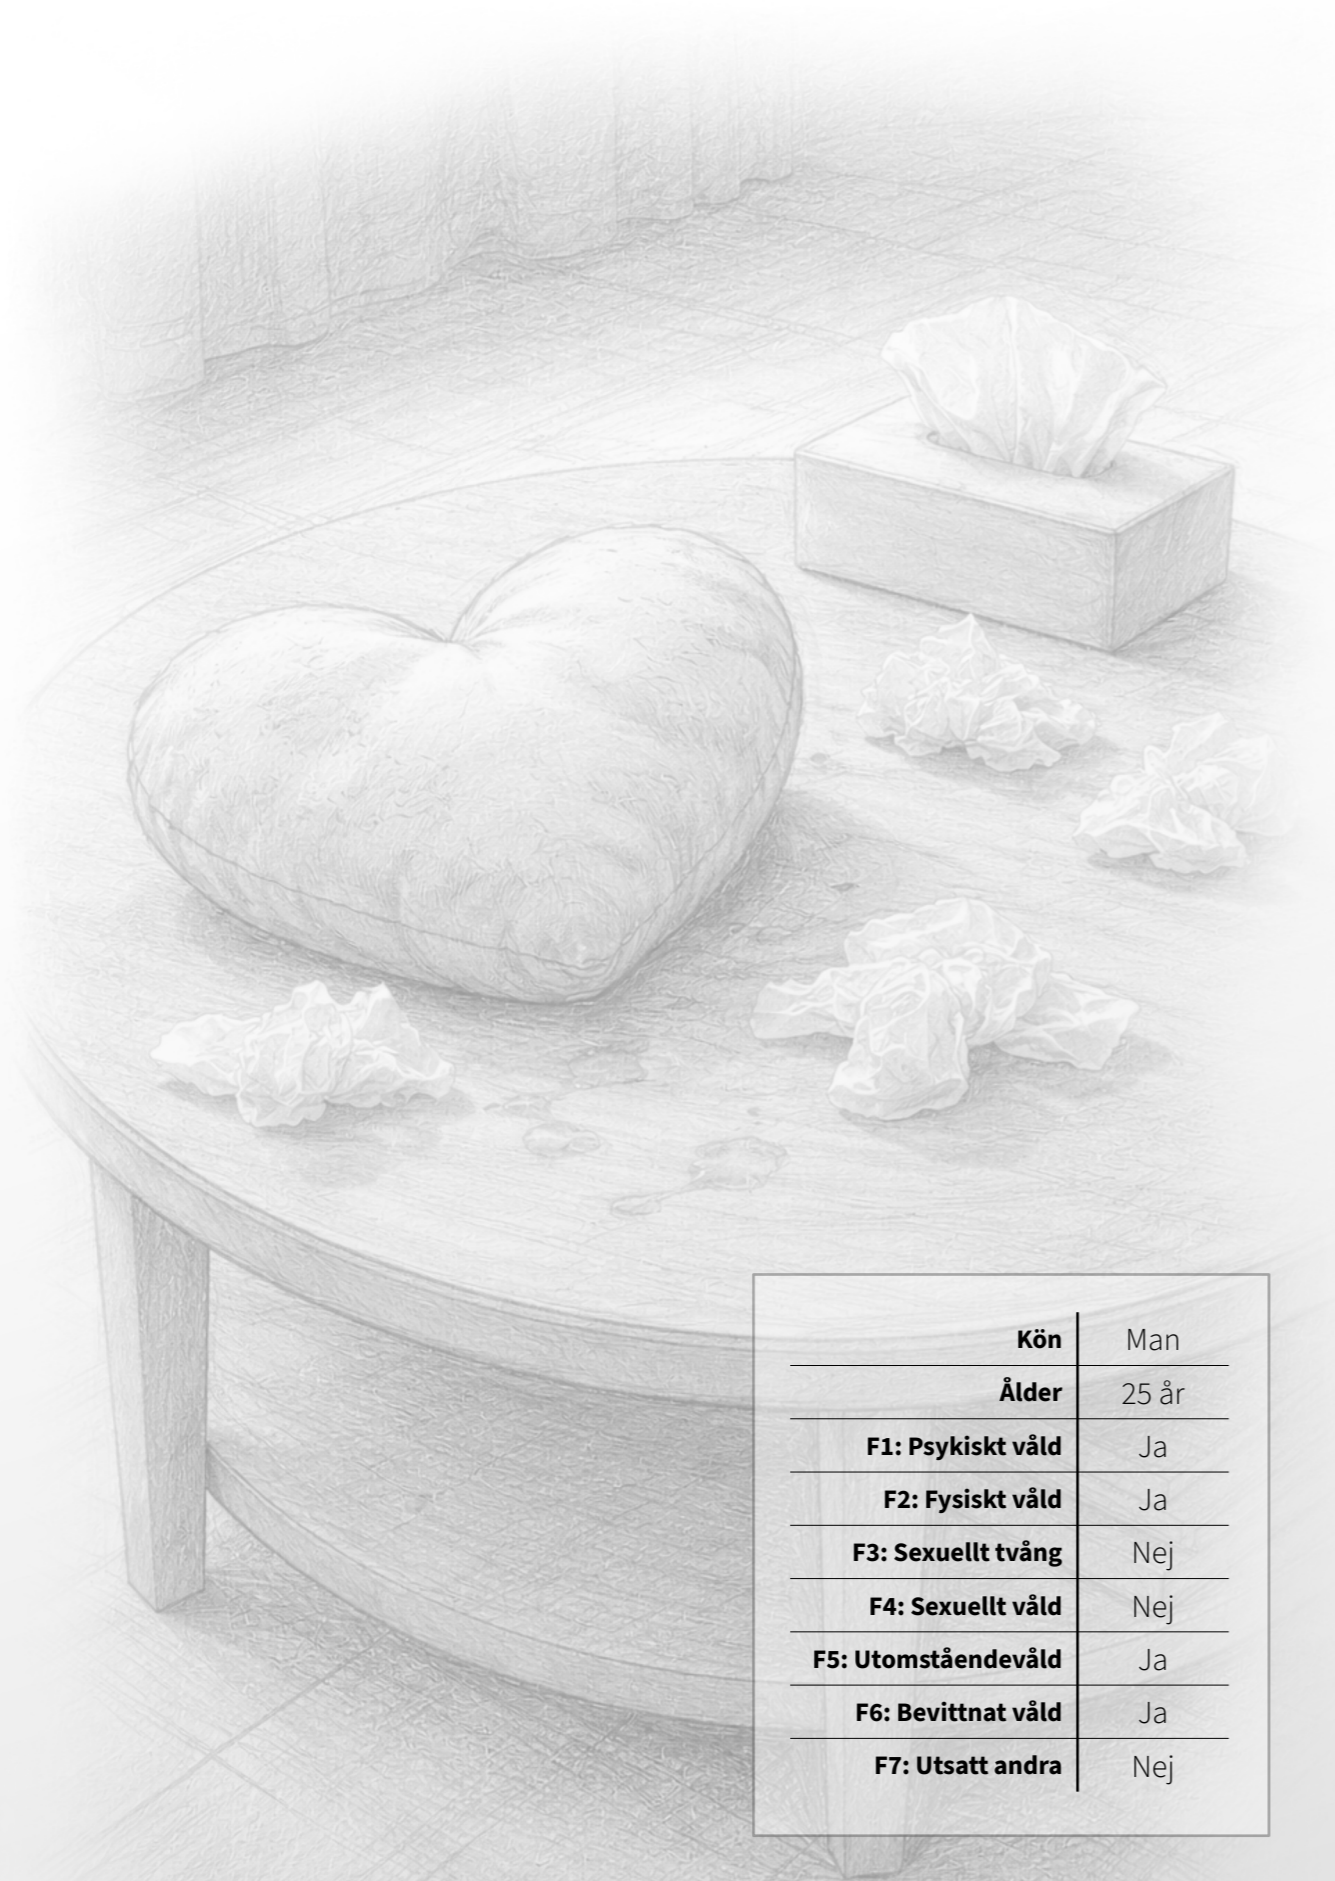 Kön Man
Ålder 25 år
F1: Psykiskt våld Ja
F2: Fysiskt våld Ja
F3: Sexuellt tvång Nej
F4: Sexuellt våld Nej
F5: Utomståendevåld Ja
F6: Bevittnat våld Ja
F7: Utsatt andra Nej